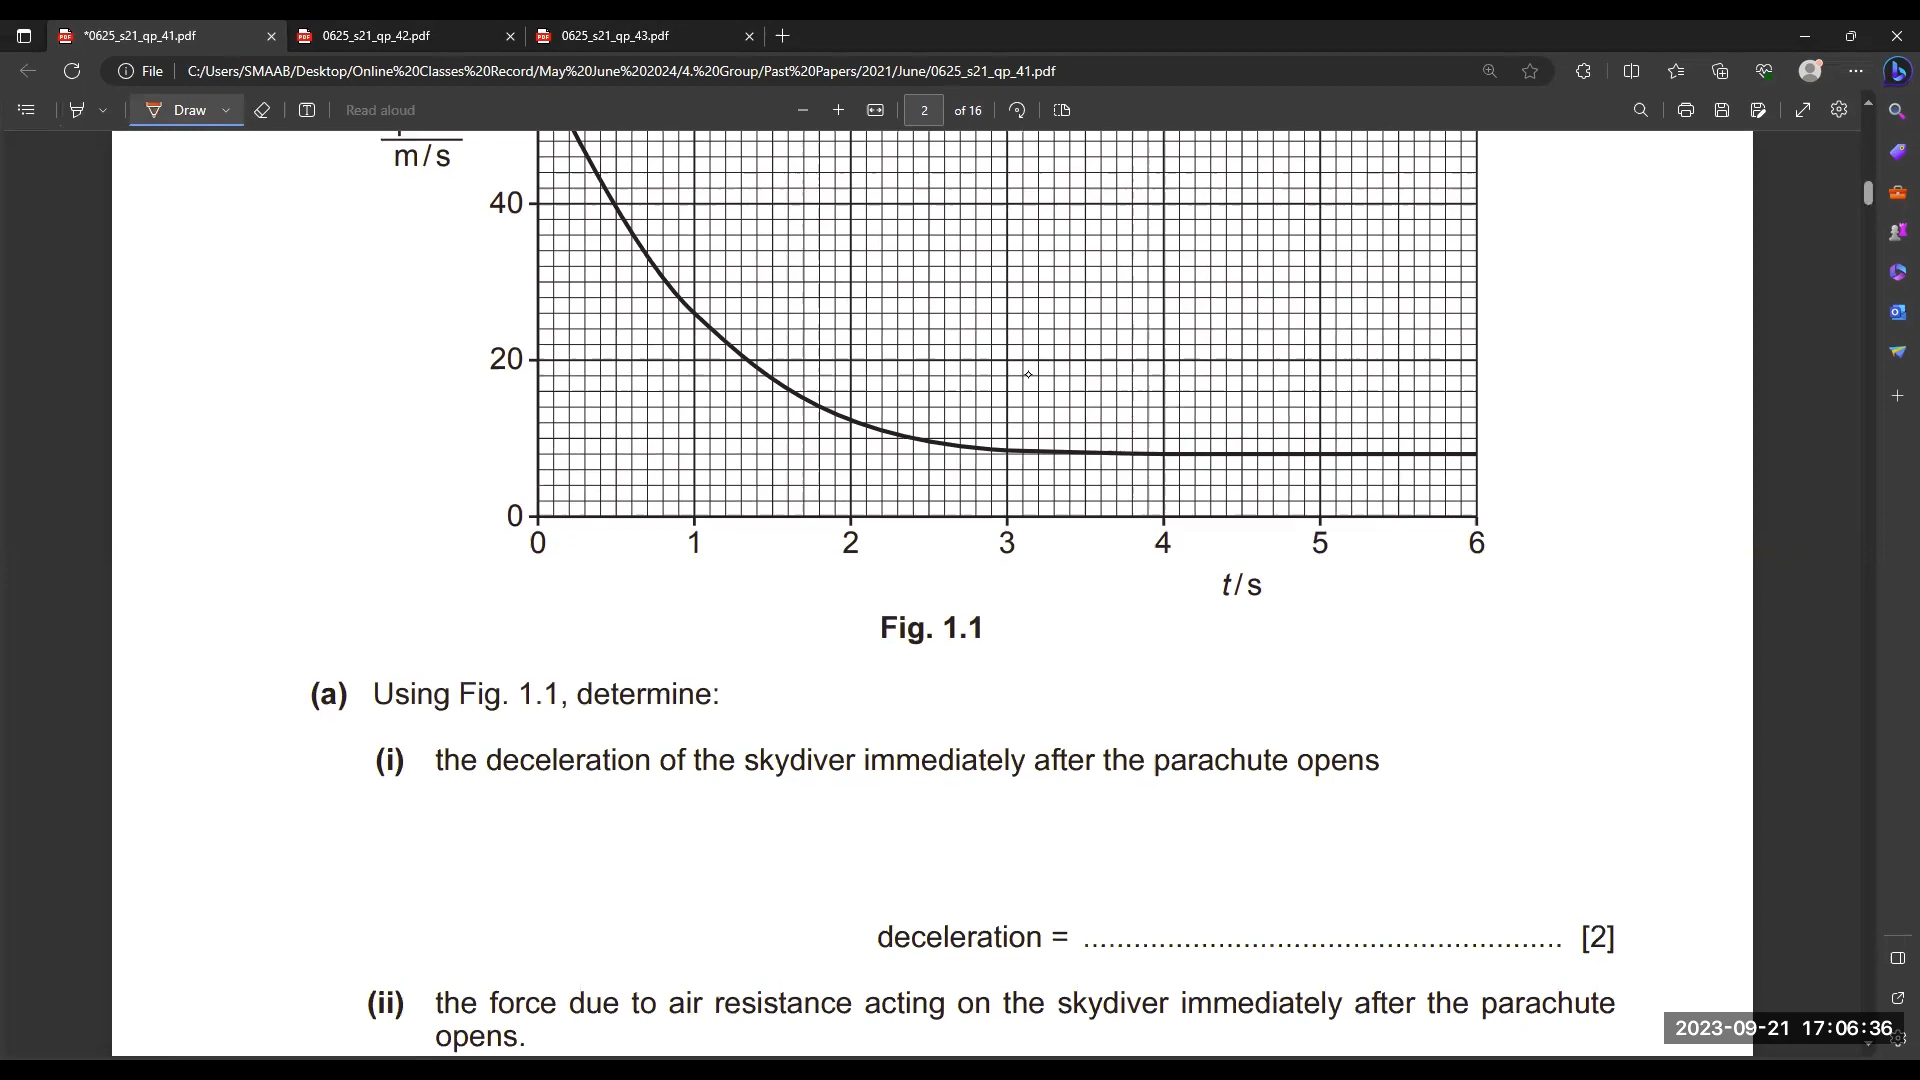 *0625_s21_qp_41.pdf
0625_s21_qp_42.pdf
0625_s21_qp_43.pdf
File
C:/Users/SMAAB/Desktop/Online%20Classes%20Record/May%20June%202024/4.%20Group/Past%20Papers/2021/June/0625_s21_qp_41.pdf
Draw
Read aloud
2 of 16
m/s
40
20
0
0 1 2 3 4 5 6
t/s
Fig. 1.1
(a) Using Fig. 1.1, determine:
(i) the deceleration of the skydiver immediately after the parachute opens
deceleration = ......................................................... [2]
(ii) the force due to air resistance acting on the skydiver immediately after the parachute
opens.
2023-09-21 17:06:36